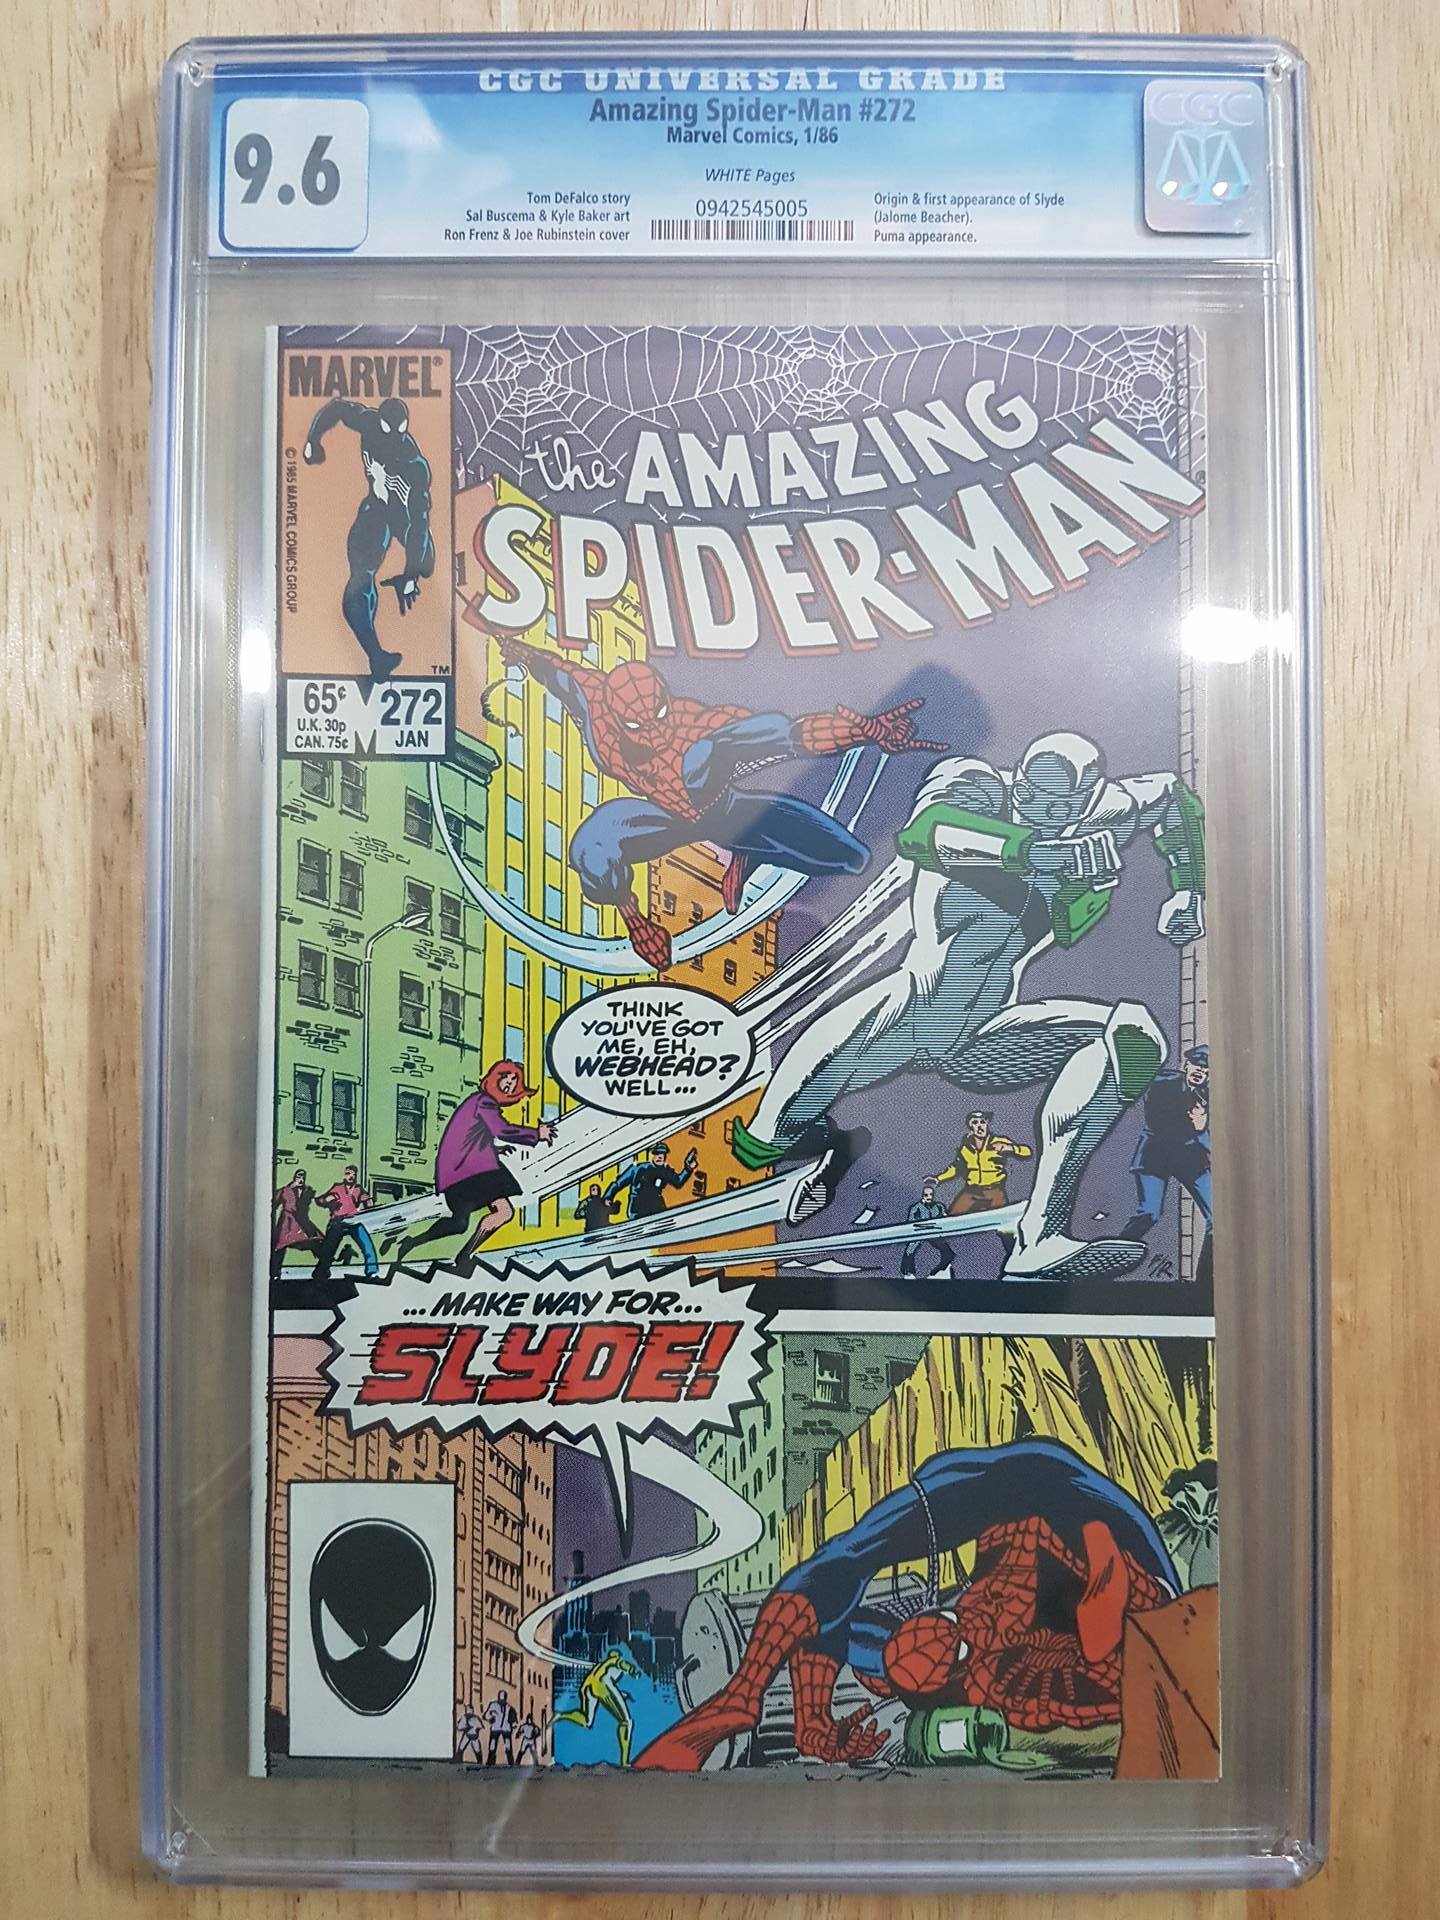 CGC UNIVERSAL GRADE
Amazing Spider-Man #272
Marvel Comics, 1/86
9.6
WHITE Pages
CGC
Tom DeFalco story
Sal Buscema & Kyle Baker art
Ron Frenz & Joe Rubinstein cover
0942545005
Origin & first appearance of Slyde
(Jalome Beacher).
Puma appearance.
MARVEL®
© 1985 MARVEL COMICS GROUP
TM
the AMAZING
SPIDER-MAN
65¢
U.K. 30p
CAN. 75¢
272
JAN
THINK
YOU'VE GOT
ME, EH,
WEBHEAD?
WELL...
F/R
...MAKE WAY FOR...
SLYDE!
CGC